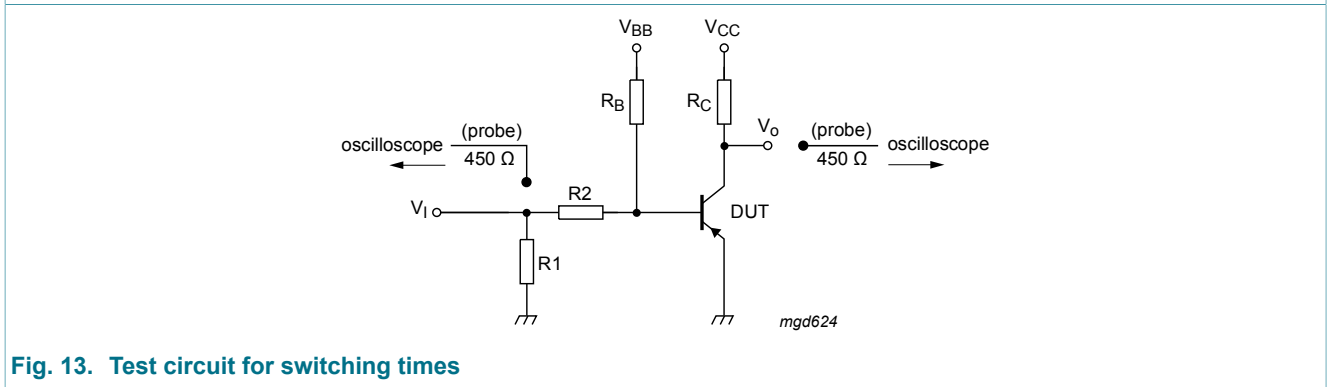 VBB VCC
RB RC
Vo
(probe)
oscilloscope
450 Ω
(probe)
450 Ω
oscilloscope
R2
VI
DUT
R1
mgd624
Fig. 13. Test circuit for switching times